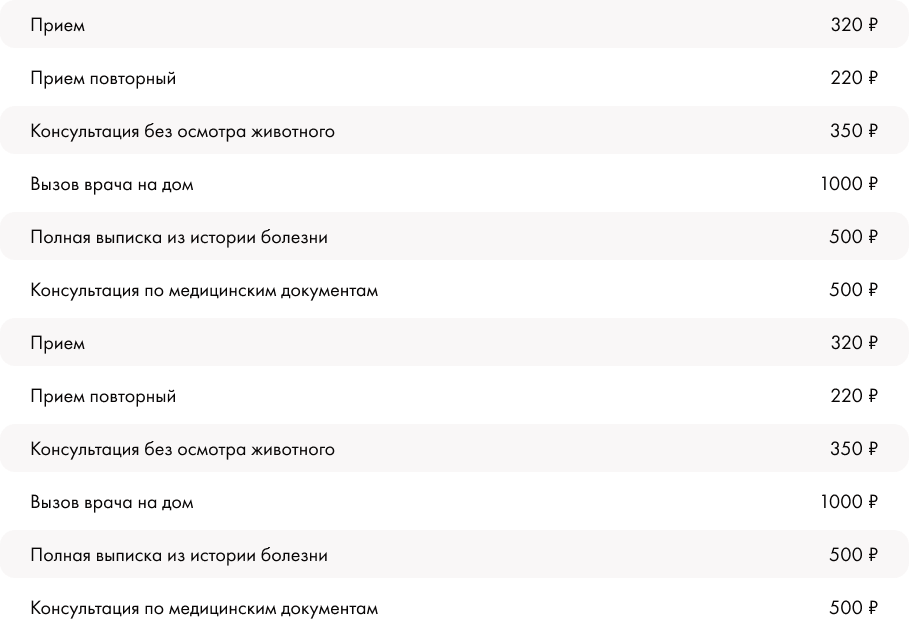 Прием 320 ₽
Прием повторный 220 ₽
Консультация без осмотра животного 350 ₽
Вызов врача на дом 1000 ₽
Полная выписка из истории болезни 500 ₽
Консультация по медицинским документам 500 ₽
Прием 320 ₽
Прием повторный 220 ₽
Консультация без осмотра животного 350 ₽
Вызов врача на дом 1000 ₽
Полная выписка из истории болезни 500 ₽
Консультация по медицинским документам 500 ₽